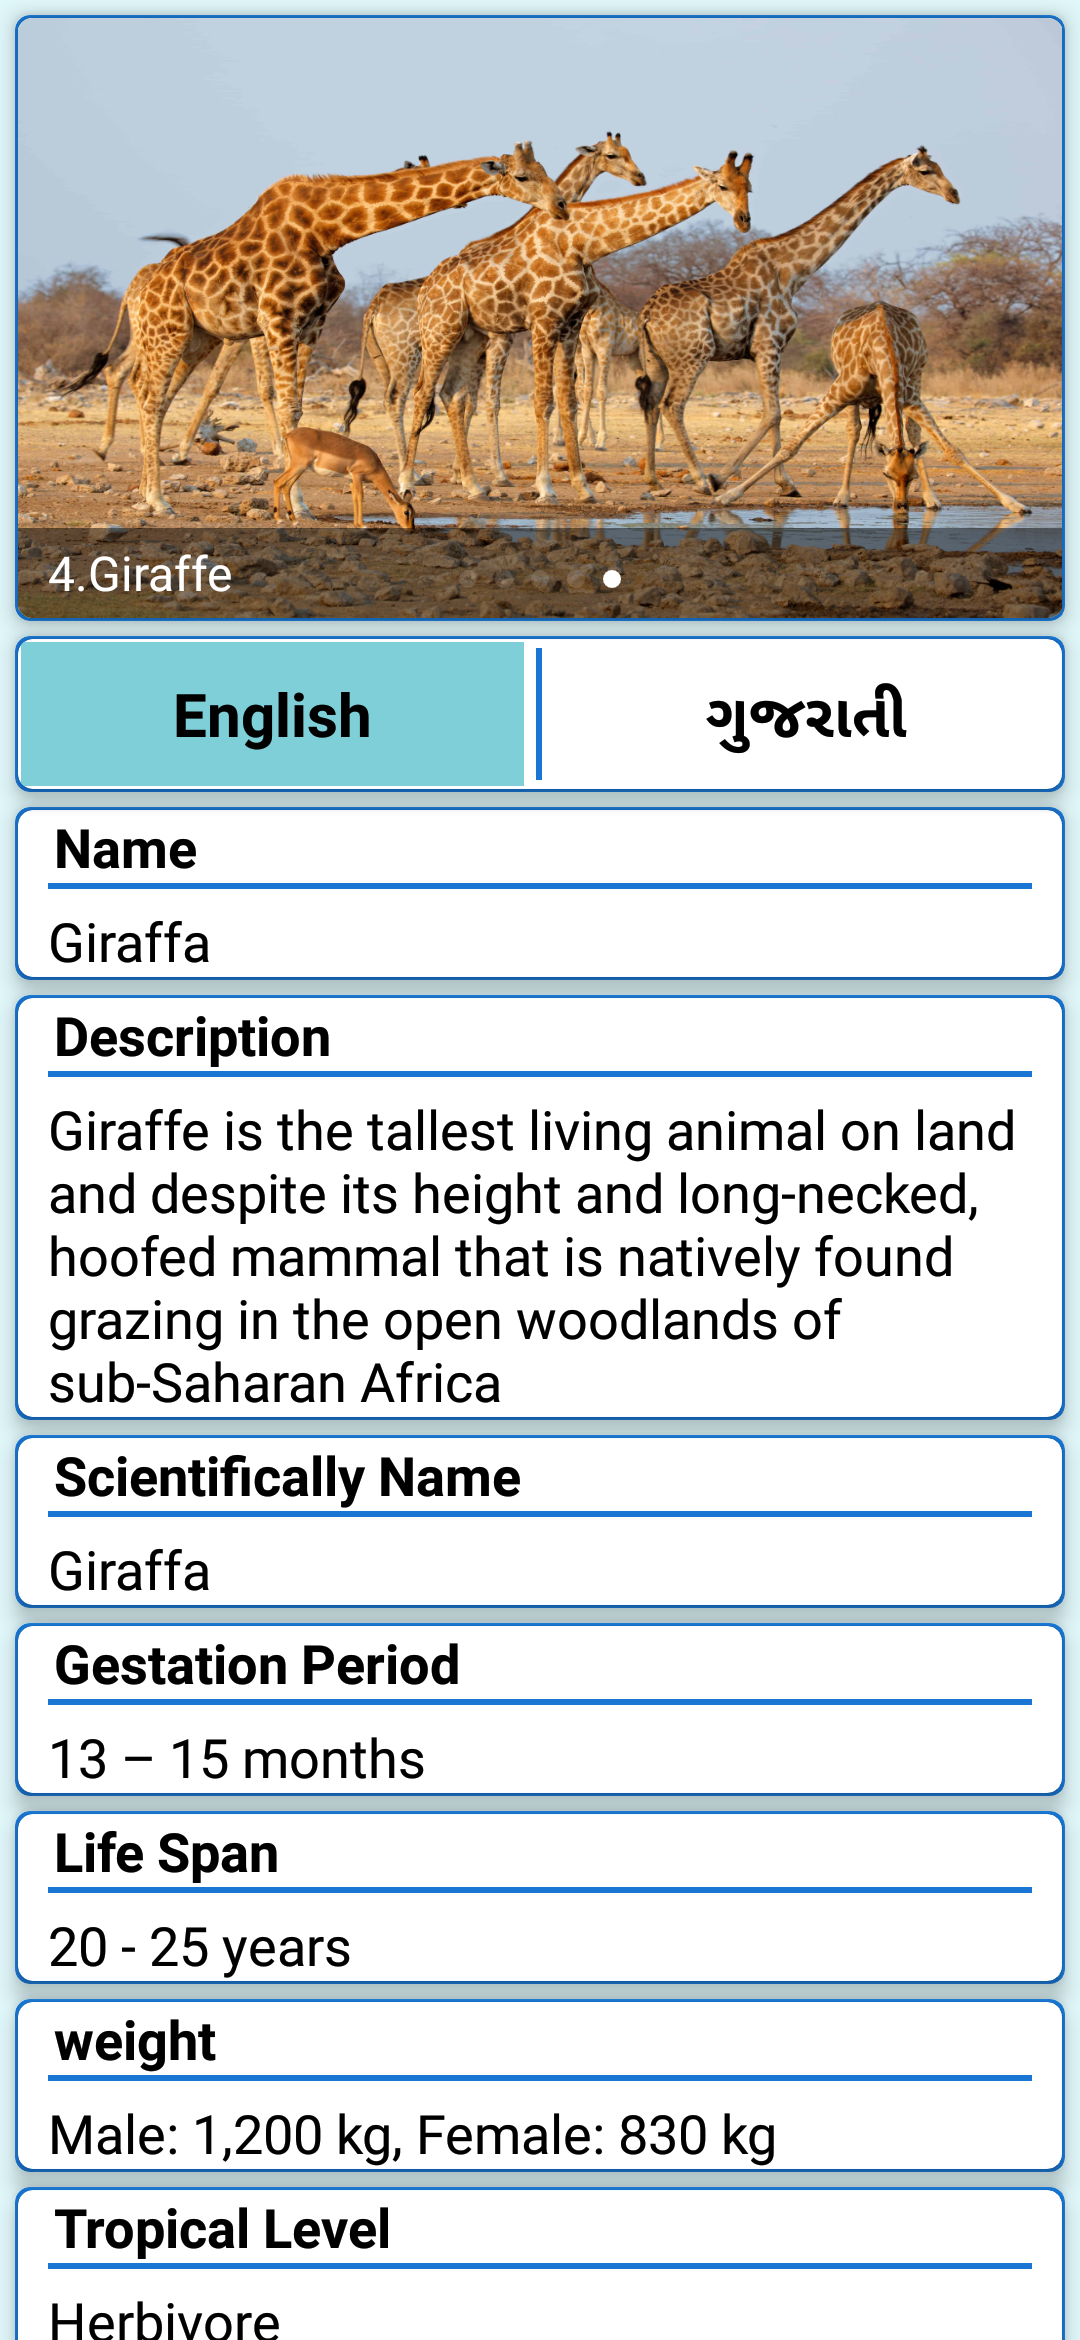 4.Giraffe
English
ગુજરાતી
Name
Giraffa
Description
Giraffe is the tallest living animal on land
and despite its height and long-necked,
hoofed mammal that is natively found
grazing in the open woodlands of
sub-Saharan Africa
Scientifically Name
Giraffa
Gestation Period
13 – 15 months
Life Span
20 - 25 years
weight
Male: 1,200 kg, Female: 830 kg
Tropical Level
Herbivore